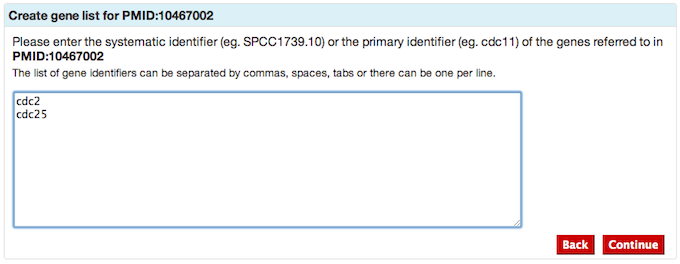 Create gene list for PMID:10467002
Please enter the systematic identifier (eg. SPCC1739.10) or the primary identifier (eg. cdc11) of the genes referred to in
PMID:10467002
The list of gene identifiers can be separated by commas, spaces, tabs or there can be one per line.
cdc2
cdc25
Back Continue